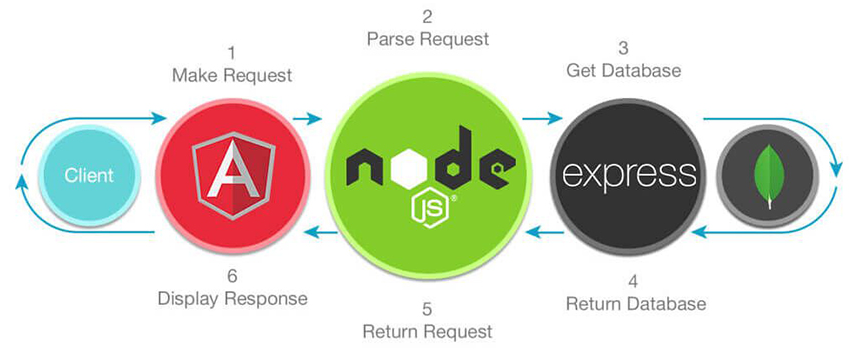 1
Make Request
2
Parse Request
3
Get Database
Client
A
node
JS®
express
6
Display Response
5
Return Request
4
Return Database